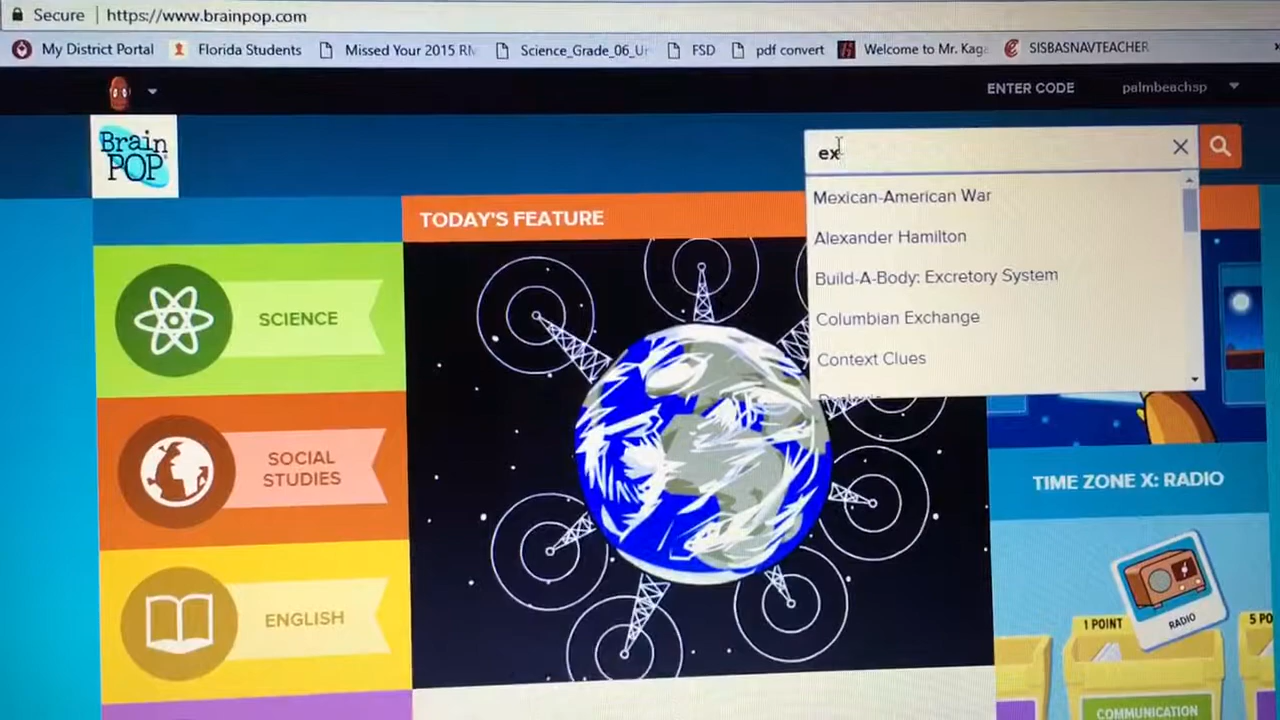 Secure https://www.brainpop.com
My District Portal Florida Students Missed Your 2015 RN Science_Grade_06_Ur FSD pdf convert Welcome to Mr. Kaga SISBASNAVTEACHER
ENTER CODE palmbeachsp
Brain
POP
ex
Mexican-American War
Alexander Hamilton
Build-A-Body: Excretory System
Columbian Exchange
Context Clues
TODAY'S FEATURE
SCIENCE
SOCIAL
STUDIES
ENGLISH
TIME ZONE X: RADIO
RADIO
1 POINT
5 PO
COMMUNICATION